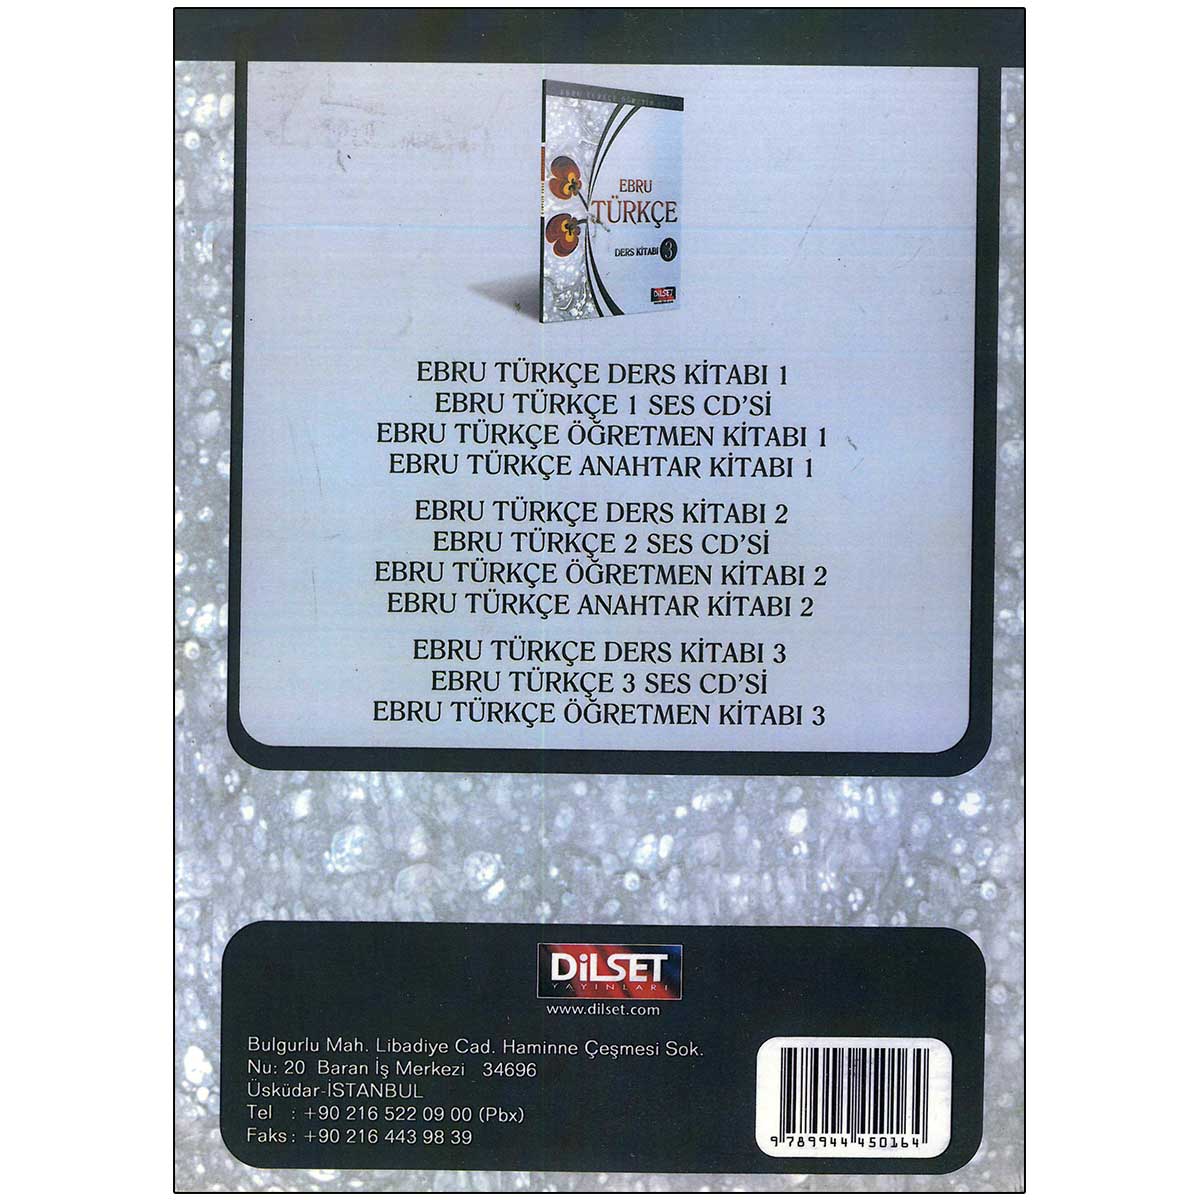 EBRU TÜRKÇE ÖĞRETİM SETİ
EBRU
TÜRKÇE
DERS KİTABI 3
DİLSET
EBRU TÜRKÇE DERS KİTABI 1
EBRU TÜRKÇE 1 SES CD'Sİ
EBRU TÜRKÇE ÖĞRETMEN KİTABI 1
EBRU TÜRKÇE ANAHTAR KİTABI 1
EBRU TÜRKÇE DERS KİTABI 2
EBRU TÜRKÇE 2 SES CD'Sİ
EBRU TÜRKÇE ÖĞRETMEN KİTABI 2
EBRU TÜRKÇE ANAHTAR KİTABI 2
EBRU TÜRKÇE DERS KİTABI 3
EBRU TÜRKÇE 3 SES CD'Sİ
EBRU TÜRKÇE ÖĞRETMEN KİTABI 3
DiLSET
YAYINLARI
www.dilset.com
Bulgurlu Mah. Libadiye Cad. Haminne Çeşmesi Sok.
Nu: 20 Baran İş Merkezi 34696
Üsküdar-İSTANBUL
Tel : +90 216 522 09 00 (Pbx)
Faks : +90 216 443 98 39
9 789944 450164